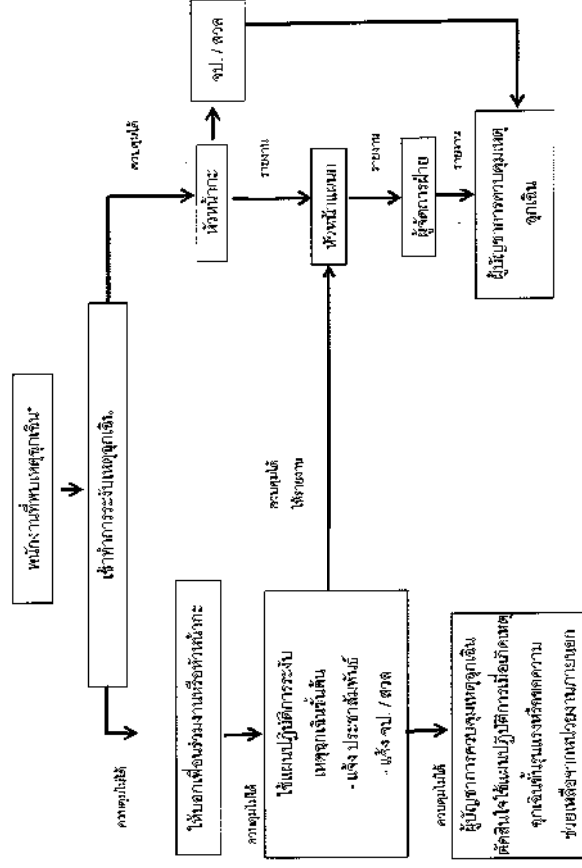 พนักงานที่พบเหตุฉุกเฉิน*
เข้าทำการระงับเหตุฉุกเฉิน
ควบคุมไม่ได้
ควบคุมได้
ให้บอกเพื่อนร่วมงานหรือหัวหน้ากะ
หัวหน้ากะ
จป. / สวล
ควบคุมไม่ได้
รายงาน
ใช้แผนปฏิบัติการระงับ
เหตุฉุกเฉินขั้นต้น
- แจ้ง ประชาสัมพันธ์
- แจ้ง จป. / สวล
ควบคุมได้
ให้รายงาน
หัวหน้าแผนก
รายงาน
ผู้จัดการฝ่าย
รายงาน
ควบคุมไม่ได้
ผู้บัญชาการควบคุมเหตุ
ฉุกเฉิน
ผู้บัญชาการควบคุมเหตุฉุกเฉิน
ตัดสินใจใช้แผนปฏิบัติการเมื่อเกิดเหตุ
ฉุกเฉินขั้นรุนแรงหรือขอความ
ช่วยเหลือจากหน่วยงานภายนอก